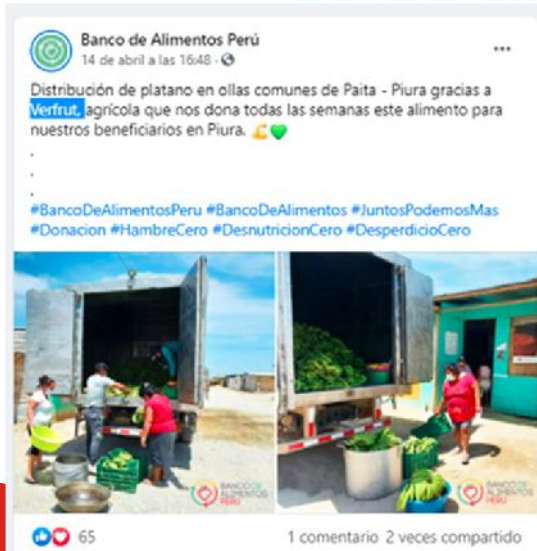 Banco de Alimentos Perú
14 de abril a las 16:48 ·
Distribución de platano en ollas comunes de Paita - Piura gracias a
Verfrut, agrícola que nos dona todas las semanas este alimento para
nuestros beneficiarios en Piura.
.
.
.
#BancoDeAlimentosPeru #BancoDeAlimentos #JuntosPodemosMas
#Donacion #HambreCero #DesnutricionCero #DesperdicioCero
BANCO DE
ALIMENTOS
PERÚ
BANCO DE
ALIMENTOS
PERÚ
65
1 comentario 2 veces compartido